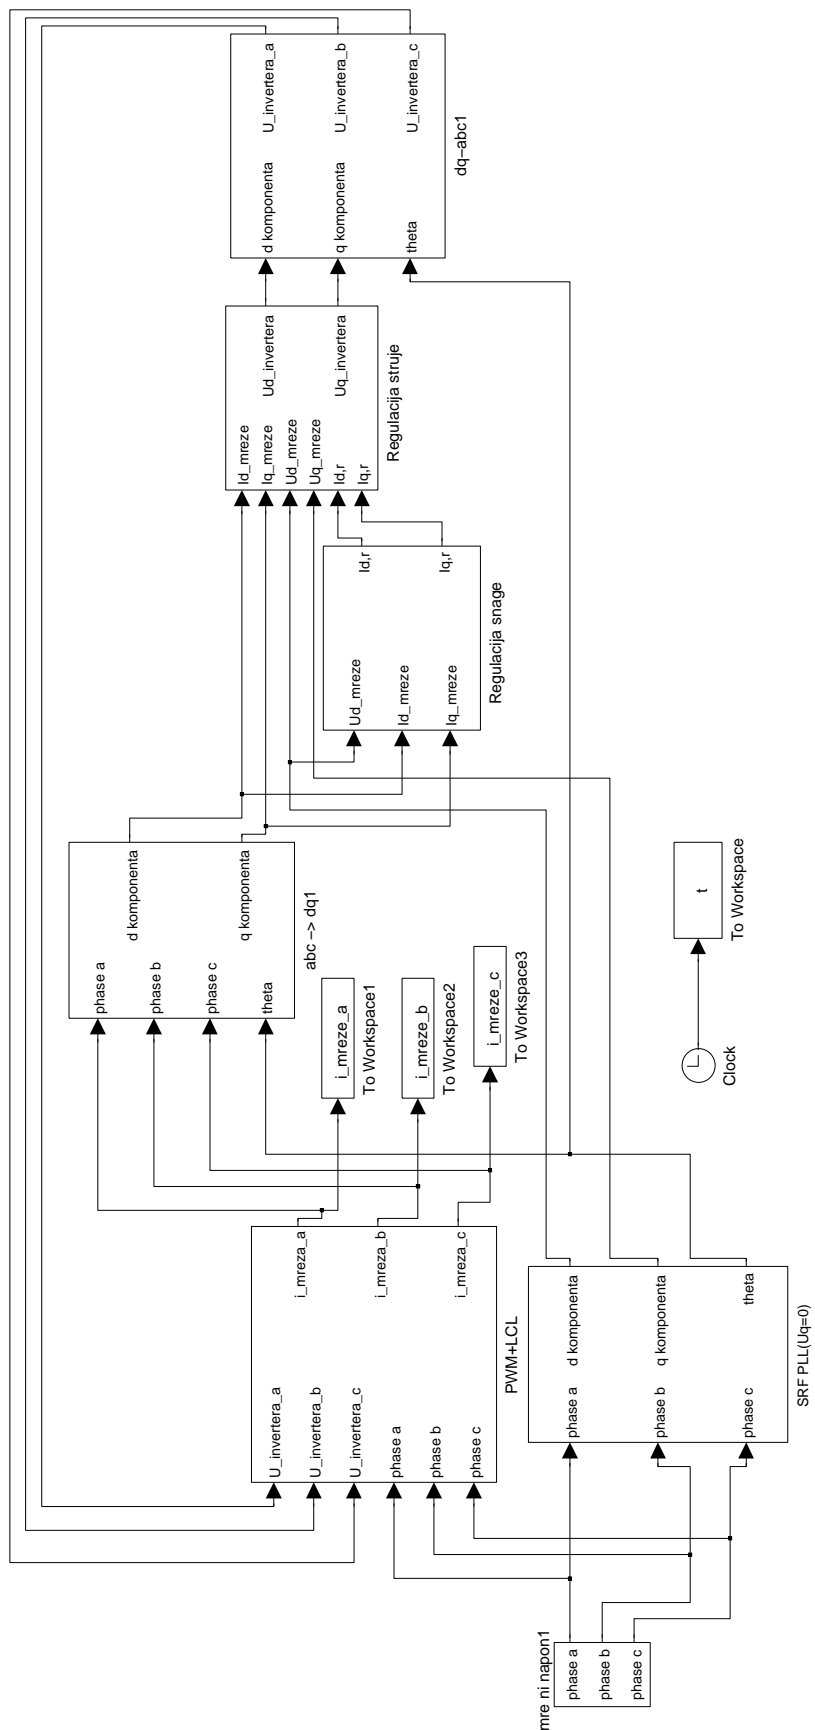 mre ni napon1
phase a
phase b
phase c
U_invertera_a
U_invertera_b
U_invertera_c
phase a
phase b
phase c
i_mreza_a
i_mreza_b
i_mreza_c
PWM+LCL
phase a
phase b
phase c
d komponenta
q komponenta
theta
SRF PLL(Uq=0)
phase a
phase b
phase c
theta
d komponenta
q komponenta
abc -> dq1
i_mreze_a
To Workspace1
i_mreze_b
To Workspace2
i_mreze_c
To Workspace3
Clock
t
To Workspace
Ud_mreze
Id_mreze
Iq_mreze
Id,r
Iq,r
Regulacija snage
Id_mreze
Iq_mreze
Ud_mreze
Uq_mreze
Id,r
Iq,r
Ud_invertera
Uq_invertera
Regulacija struje
d komponenta
q komponenta
theta
U_invertera_a
U_invertera_b
U_invertera_c
dq-abc1